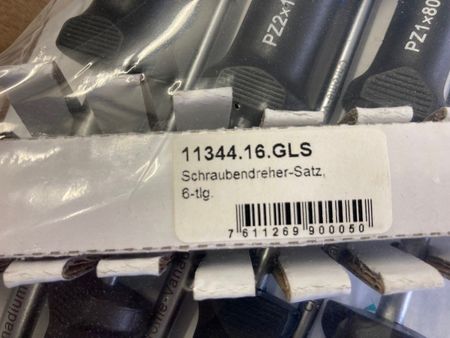 PZ2x1
PZ1x80
11344.16.GLS
Schraubendreher-Satz,
6-tlg.
7 611269 900050